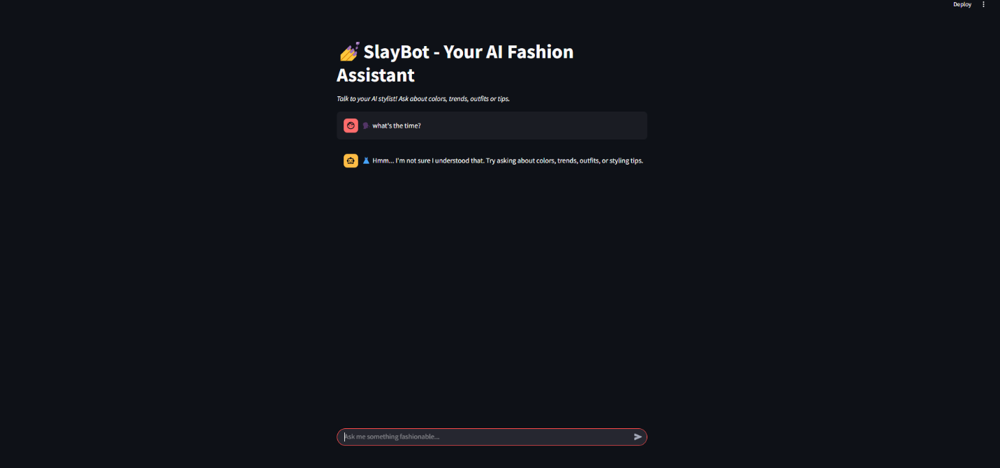 Deploy
💅 SlayBot - Your AI Fashion
Assistant
Talk to your AI stylist! Ask about colors, trends, outfits or tips.
🗣️ what's the time?
👗 Hmm... I'm not sure I understood that. Try asking about colors, trends, outfits, or styling tips.
Ask me something fashionable...